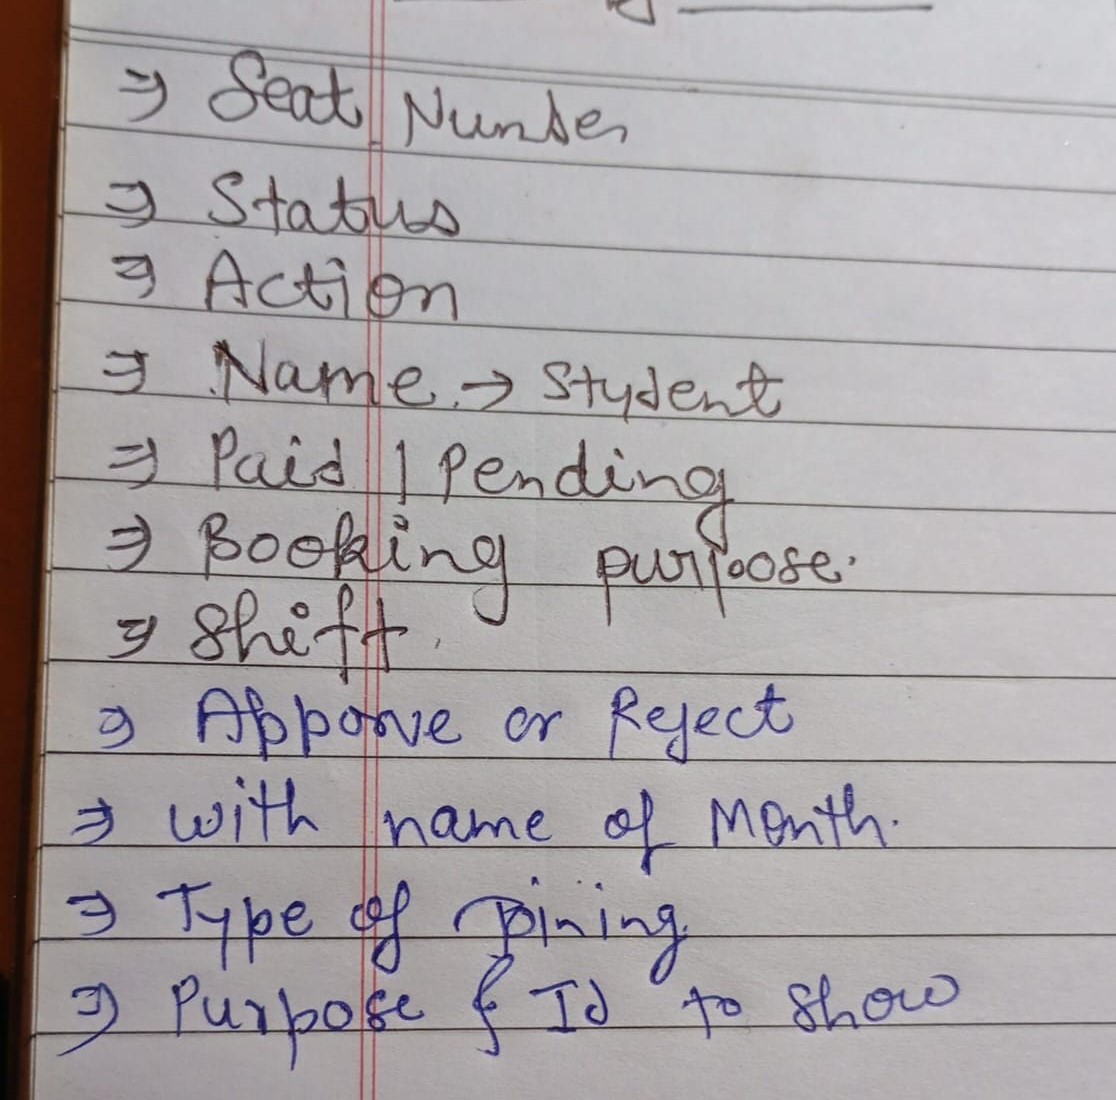 ⇒ Seat Number
⇒ Status
⇒ Action
⇒ Name → Student
⇒ Paid | Pending
⇒ Booking purpose.
⇒ Shift.
⇒ Apporve or Reject
⇒ with name of Month.
⇒ Type of Joining
⇒ Purpose & Id to show